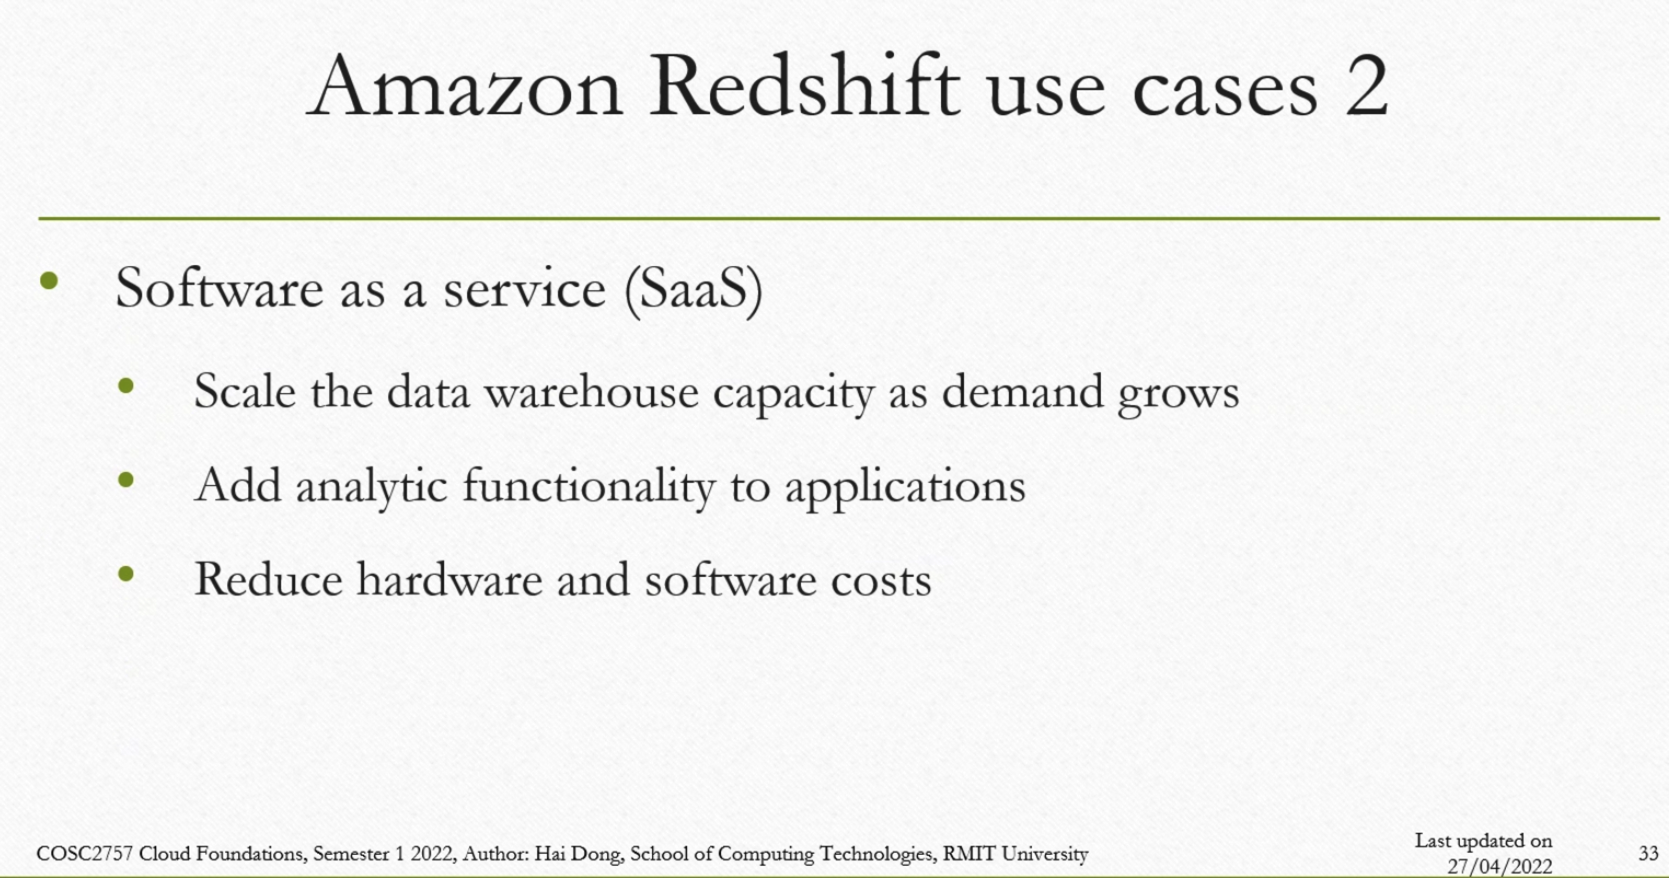 Amazon Redshift use cases 2
• Software as a service (SaaS)
• Scale the data warehouse capacity as demand grows
• Add analytic functionality to applications
• Reduce hardware and software costs
COSC2757 Cloud Foundations, Semester 1 2022, Author: Hai Dong, School of Computing Technologies, RMIT University
Last updated on
27/04/2022
33